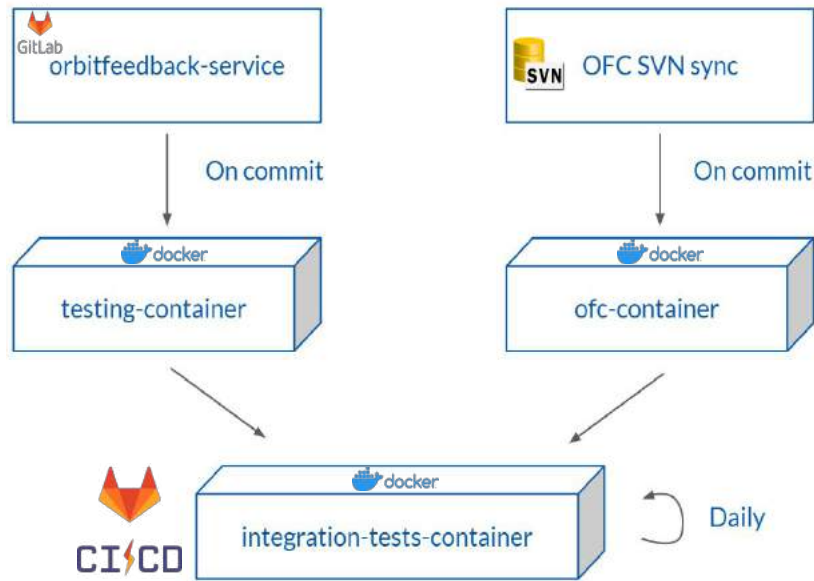 GitLab
orbitfeedback-service
SVN
OFC SVN sync
On commit
On commit
docker
testing-container
docker
ofc-container
docker
integration-tests-container
CI/CD
Daily